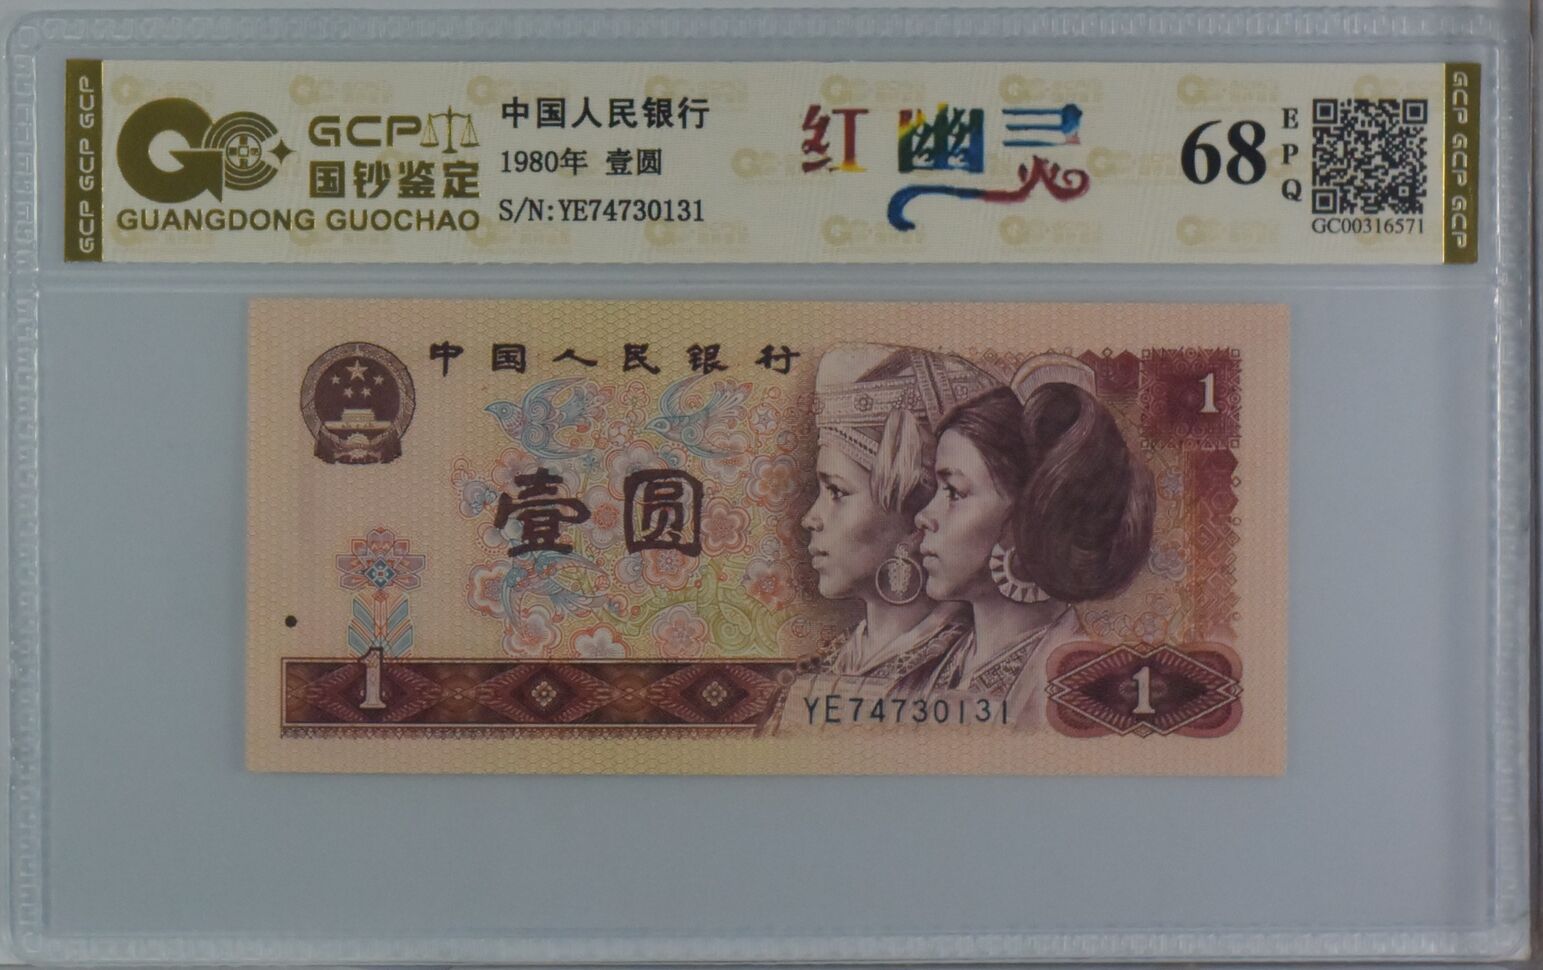 GCP GCP GCP
GCP
国钞鉴定
GUANGDONG GUOCHAO
中国人民银行
1980年 壹圆
S/N:YE74730131
红幽灵
68
EPQ
GC00316571
GCP GCP GCP
中国人民银行
1
壹圆
1
YE74730131
1